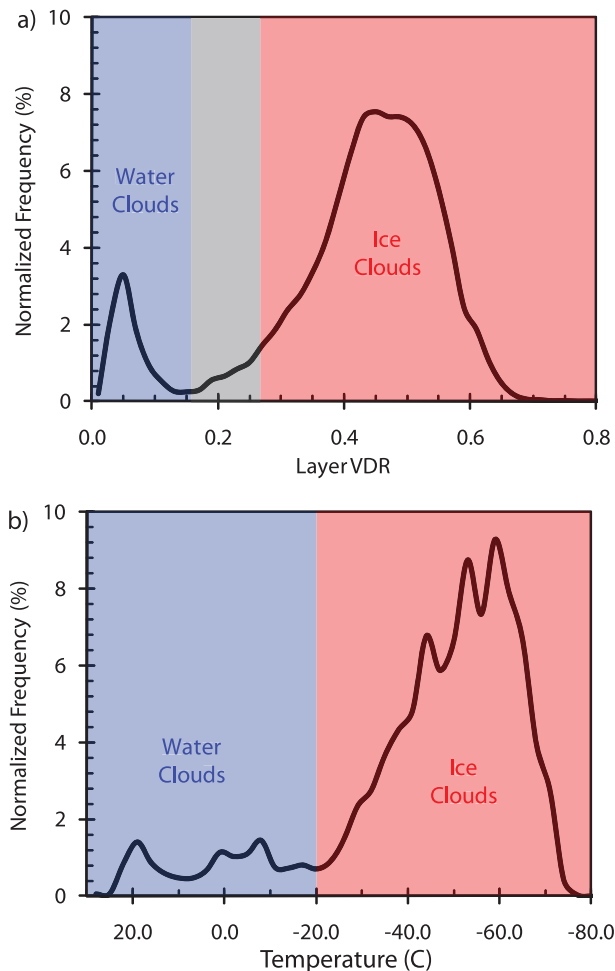 a)
10
8
6
4
2
0
Normalized Frequency (%)
Water
Clouds
Ice
Clouds
0.0 0.2 0.4 0.6 0.8
Layer VDR
b)
10
8
6
4
2
0
Normalized Frequency (%)
Water
Clouds
Ice
Clouds
20.0 0.0 -20.0 -40.0 -60.0 -80.0
Temperature (C)